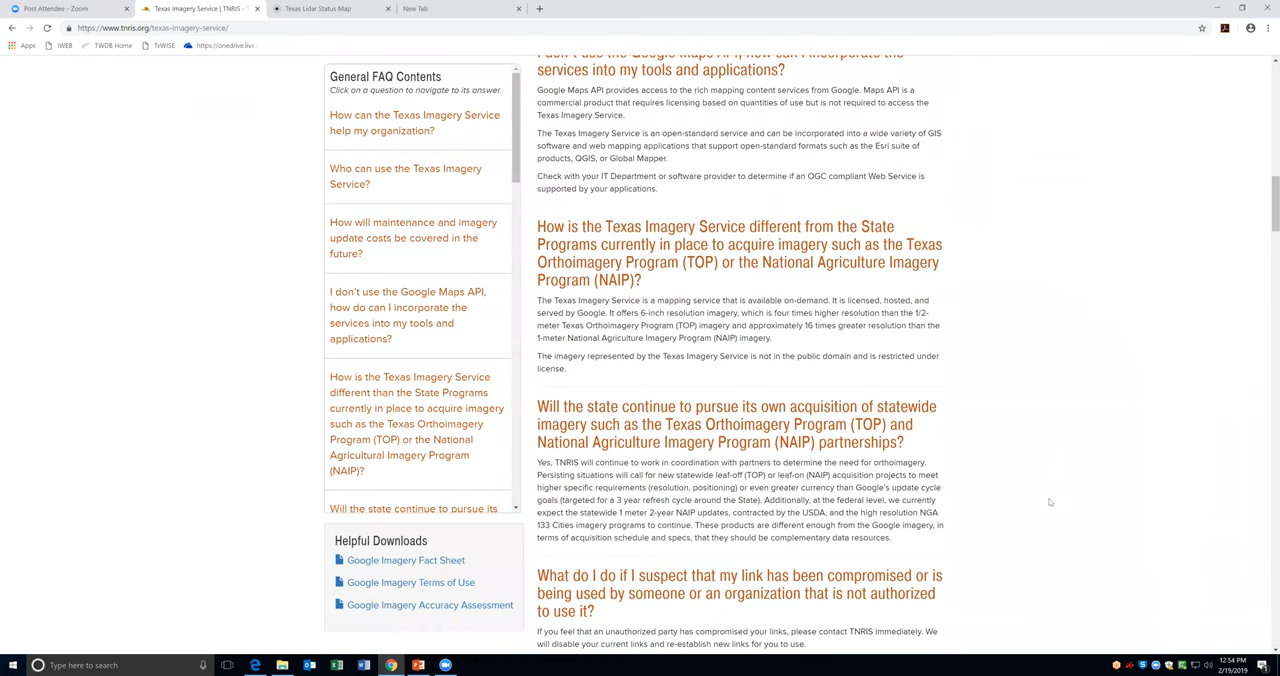 Post Attendee - Zoom
Texas Imagery Service | TNRIS - T
Texas Lidar Status Map
New Tab
https://www.tnris.org/texas-imagery-service/
Apps
IWEB
TWDB Home
TxWISE
https://onedrive.live
General FAQ Contents
Click on a question to navigate to its answer.
How can the Texas Imagery Service
help my organization?
Who can use the Texas Imagery
Service?
How will maintenance and imagery
update costs be covered in the
future?
I don't use the Google Maps API,
how do I incorporate the
services into my tools and
applications?
How is the Texas Imagery Service
different than the State Programs
currently in place to acquire imagery
such as the Texas Orthoimagery
Program (TOP) or the National
Agricultural Imagery Program
(NAIP)?
Will the state continue to pursue its
Helpful Downloads
Google Imagery Fact Sheet
Google Imagery Terms of Use
Google Imagery Accuracy Assessment
I don't use the Google Maps API, how can I incorporate the
services into my tools and applications?
Google Maps API provides access to the rich mapping content services from Google. Maps API is a
commercial product that requires licensing based on quantities of use but is not required to access the
Texas Imagery Service.
The Texas Imagery Service is an open-standard service and can be incorporated into a wide variety of GIS
software and web mapping applications that support open-standard formats such as the Esri suite of
products, QGIS, or Global Mapper.
Check with your IT Department or software provider to determine if an OGC compliant Web Service is
supported by your applications.
How is the Texas Imagery Service different from the State
Programs currently in place to acquire imagery such as the Texas
Orthoimagery Program (TOP) or the National Agriculture Imagery
Program (NAIP)?
The Texas Imagery Service is a mapping service that is available on-demand. It is licensed, hosted, and
served by Google. It offers 6-inch resolution imagery, which is four times higher resolution than the 1/2-
meter Texas Orthoimagery Program (TOP) imagery and approximately 16 times greater resolution than the
1-meter National Agriculture Imagery Program (NAIP) imagery.
The imagery represented by the Texas Imagery Service is not in the public domain and is restricted under
license.
Will the state continue to pursue its own acquisition of statewide
imagery such as the Texas Orthoimagery Program (TOP) and
National Agriculture Imagery Program (NAIP) partnerships?
Yes, TNRIS will continue to work in coordination with partners to determine the need for orthoimagery.
Persisting situations will call for new statewide leaf-off (TOP) or leaf-on (NAIP) acquisition projects to meet
higher specific requirements (resolution, positioning) or even greater currency than Google's update cycle
goals (targeted for a 3 year refresh cycle around the State). Additionally, at the federal level, we currently
expect the statewide 1 meter 2-year NAIP updates, contracted by the USDA, and the high resolution NGA
133 Cities imagery programs to continue. These products are different enough from the Google imagery, in
terms of acquisition schedule and specs, that they should be complementary data resources.
What do I do if I suspect that my link has been compromised or is
being used by someone or an organization that is not authorized
to use it?
If you feel that an unauthorized party has compromised your links, please contact TNRIS immediately. We
will disable your current links and re-establish new links for you to use.
Type here to search
12:54 PM
2/19/2019